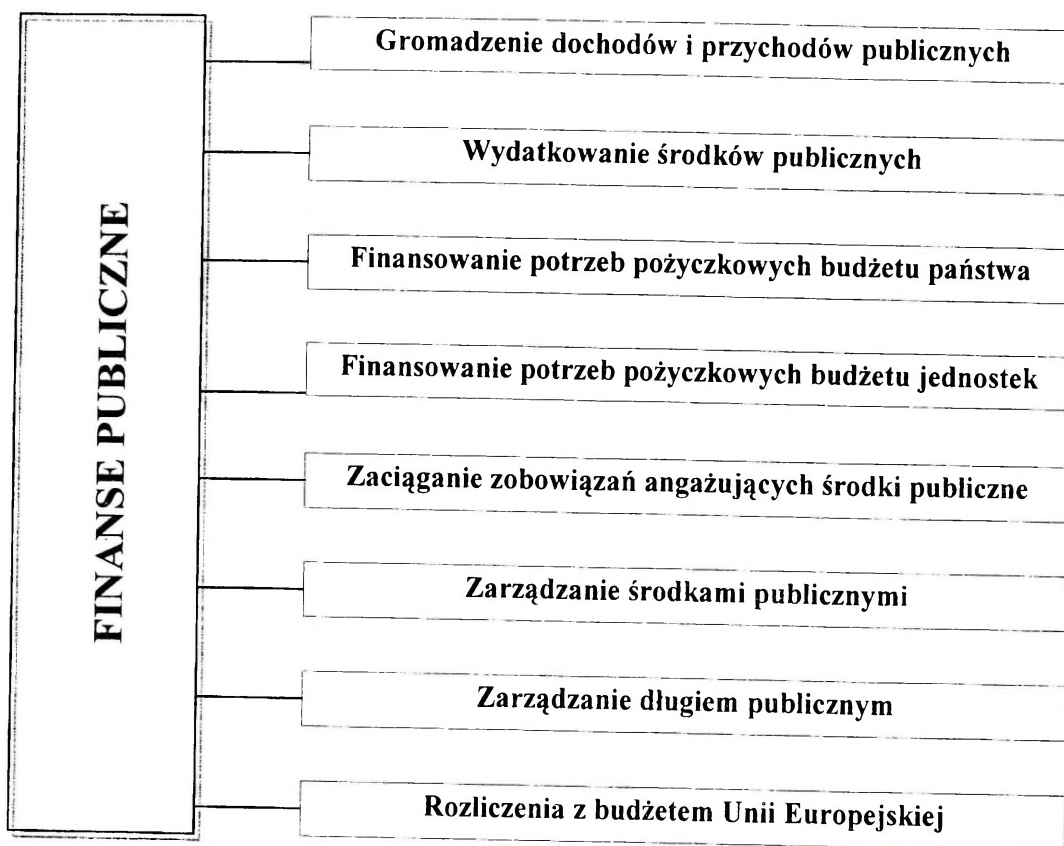 FINANSE PUBLICZNE
Gromadzenie dochodów i przychodów publicznych
Wydatkowanie środków publicznych
Finansowanie potrzeb pożyczkowych budżetu państwa
Finansowanie potrzeb pożyczkowych budżetu jednostek
Zaciąganie zobowiązań angażujących środki publiczne
Zarządzanie środkami publicznymi
Zarządzanie długiem publicznym
Rozliczenia z budżetem Unii Europejskiej